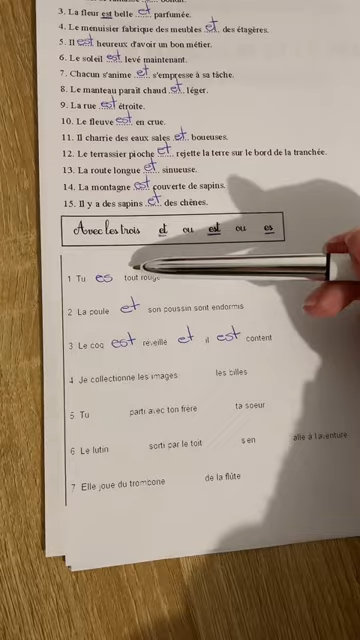 3. La fleur est belle et parfumée.
4. Le menuisier fabrique des meubles et des étagères.
5. Il est heureux d'avoir un bon métier.
6. Le soleil est levé maintenant.
7. Chacun s'anime et s'empresse à sa tâche.
8. Le manteau parait chaud et léger.
9. La rue est étroite.
10. Le fleuve est en crue.
11. Il charrie des eaux sales et boueuses.
12. Le terrassier pioche et rejette la terre sur le bord de la tranchée.
13. La route longue et sinueuse.
14. La montagne est couverte de sapins.
15. Il y a des sapins et des chênes.
Avec les trois et ou est ou es
1 Tu es tout rouge
2 La poule et son poussin sont endormis
3 Le coq est réveillé et il est content
4 Je collectionne les images les billes
5 Tu parti avec ton frère ta soeur
6 Le lutin sorti par le toit s en allé à l'aventure
7 Elle joue du trombone de la flûte